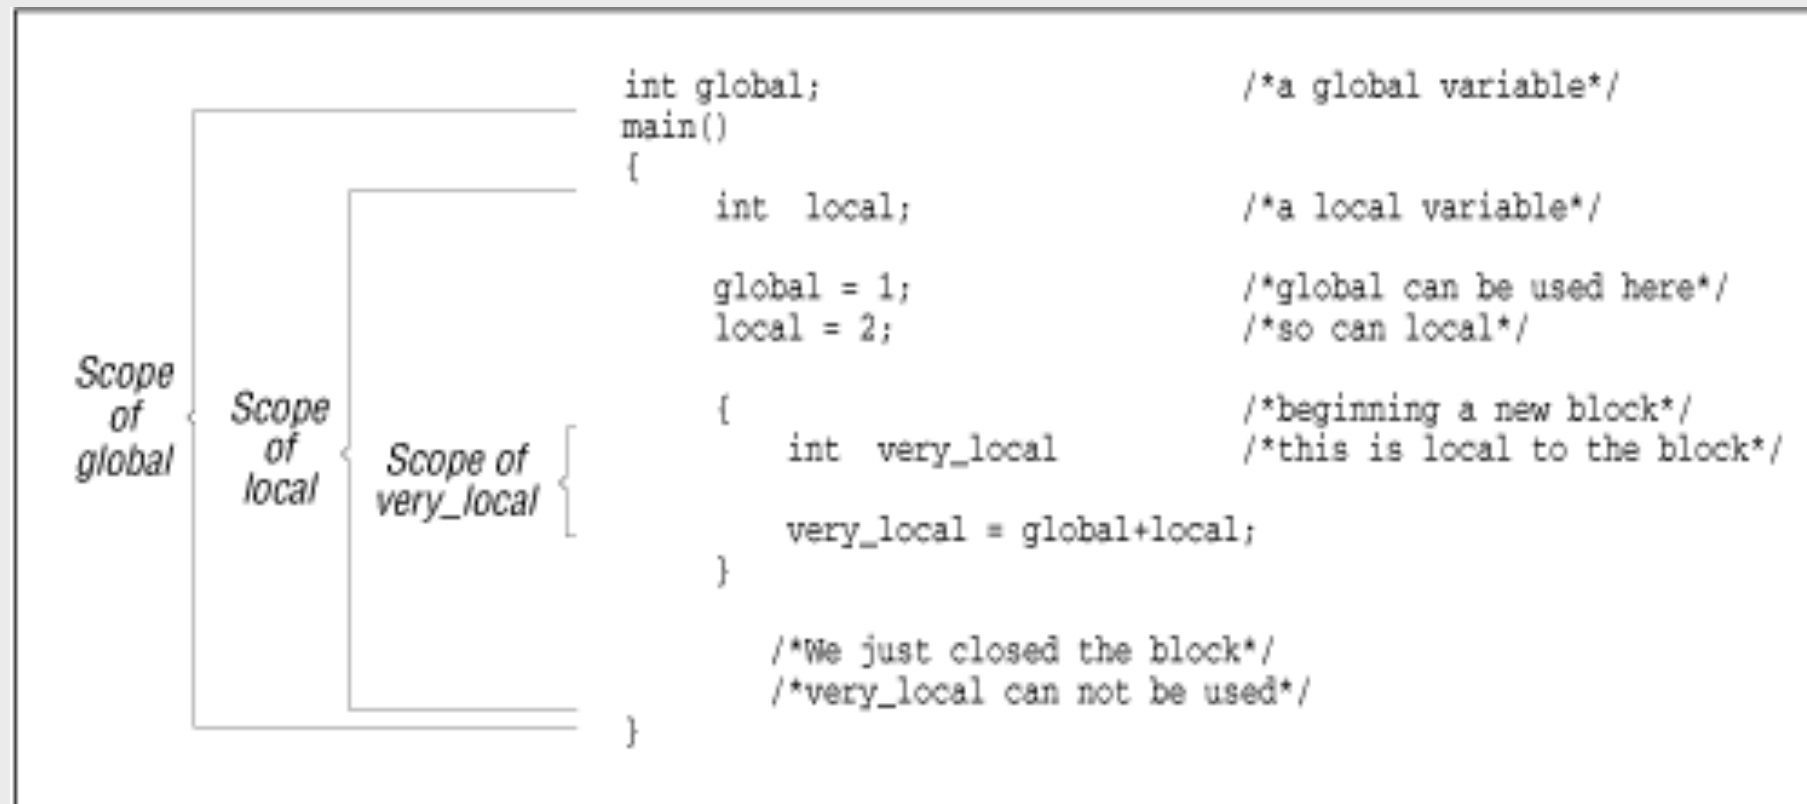 int global; /*a global variable*/
main()
{
int local; /*a local variable*/
global = 1; /*global can be used here*/
local = 2; /*so can local*/
{ /*beginning a new block*/
int very_local /*this is local to the block*/
very_local = global+local;
}
/*We just closed the block*/
/*very_local can not be used*/
}
Scope
of
global
Scope
of
local
Scope of
very_local